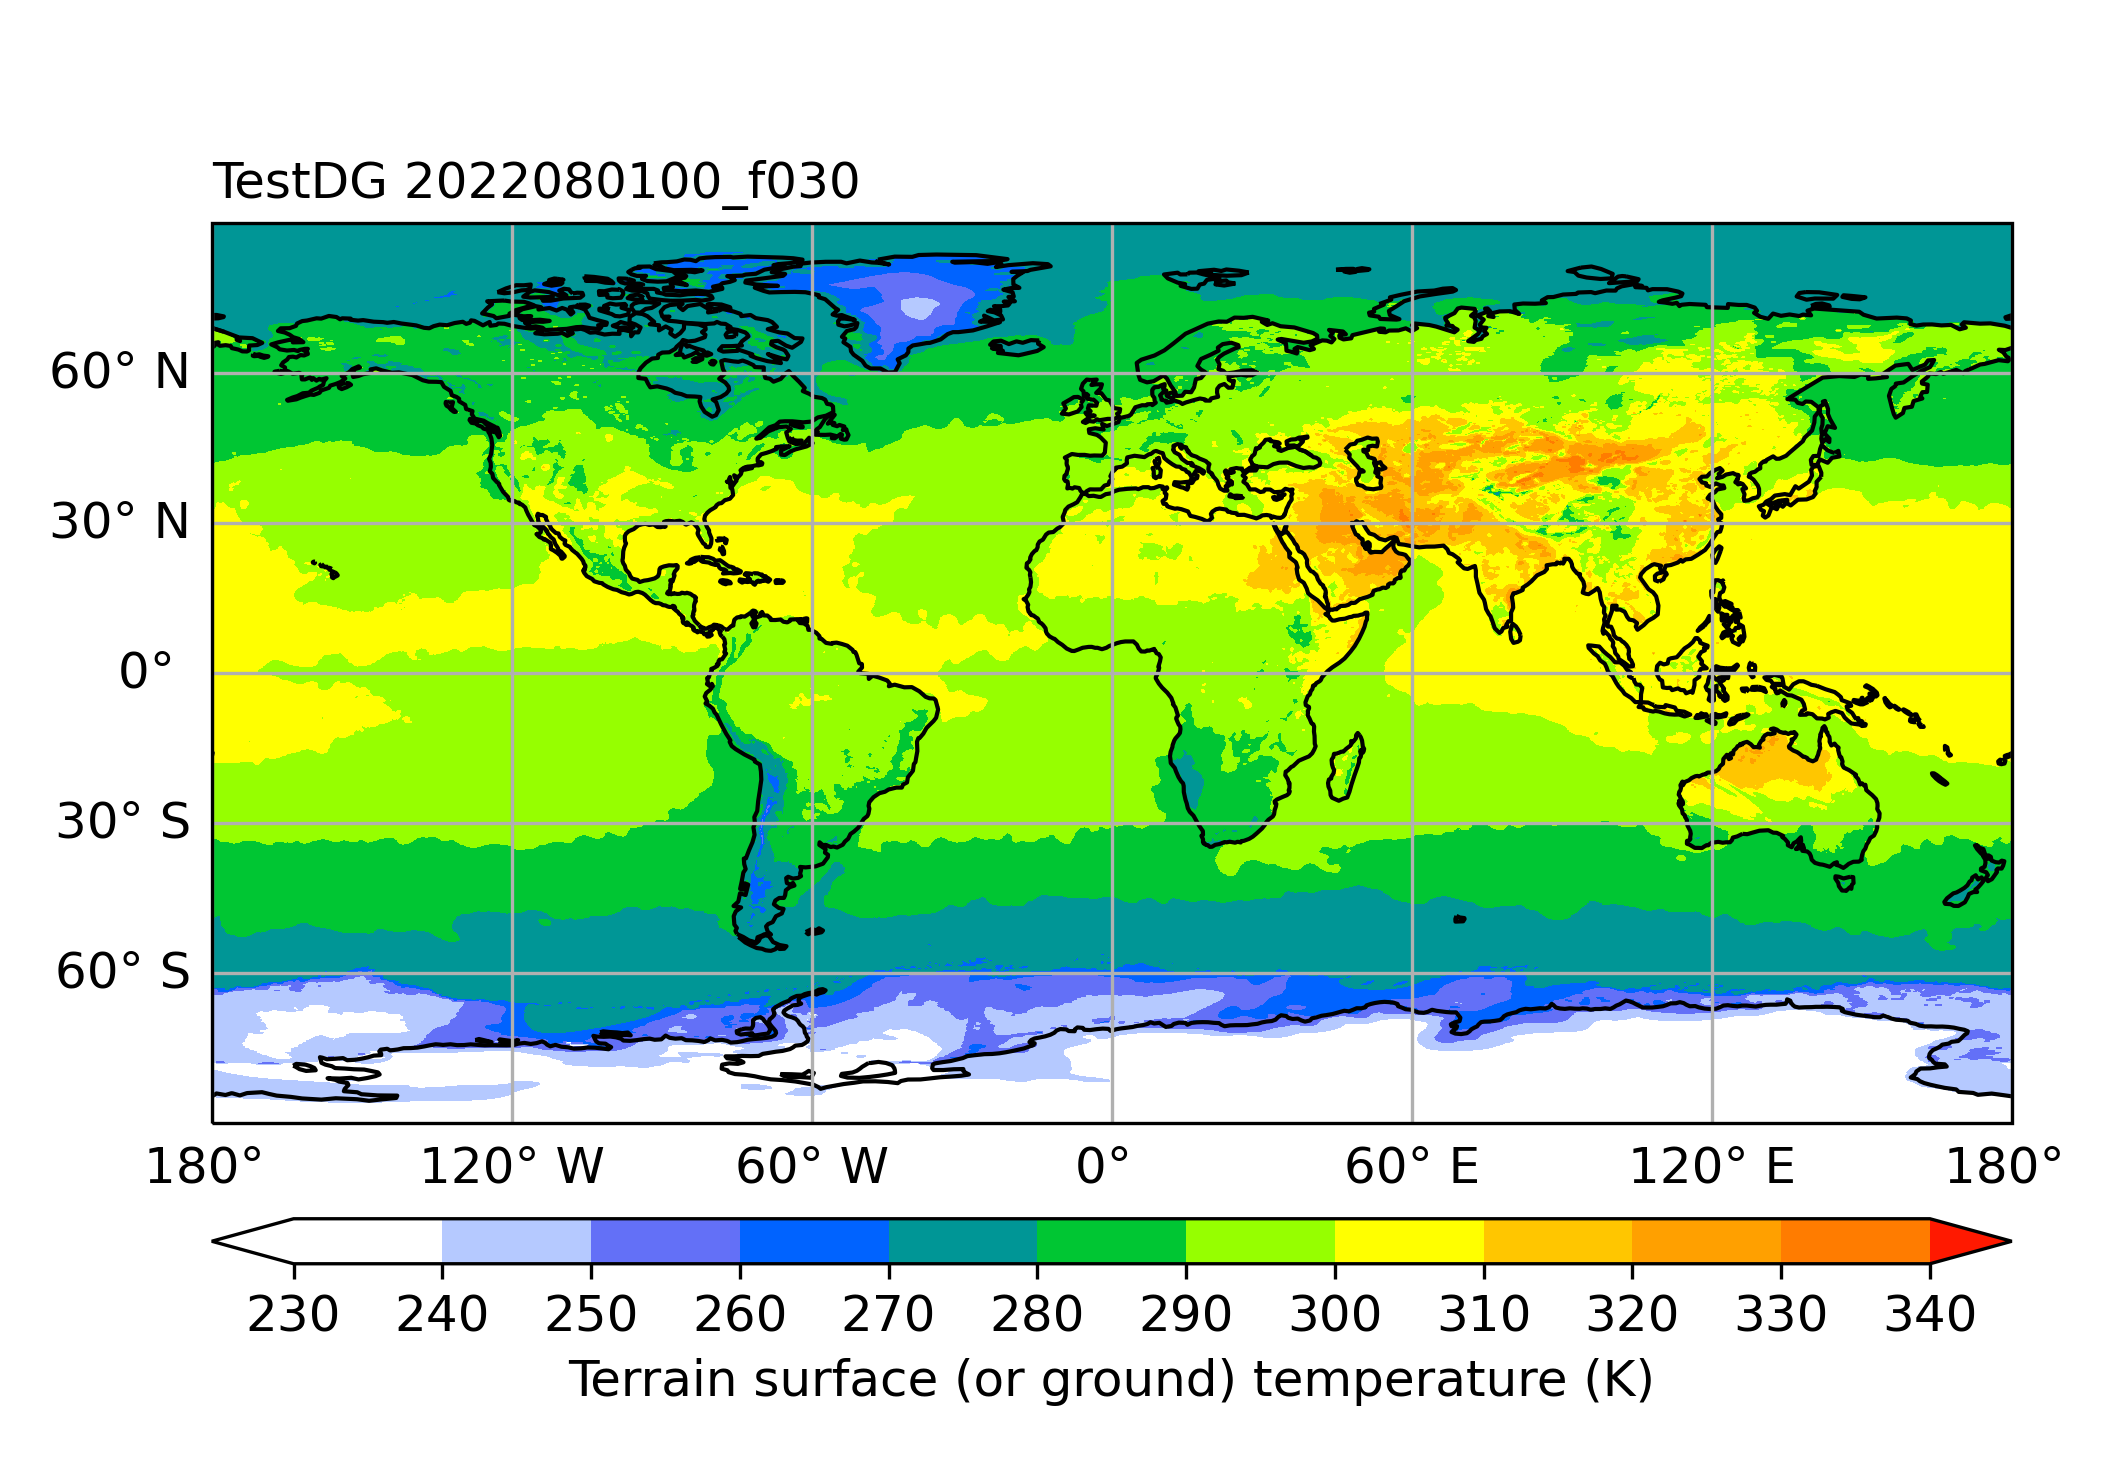 TestDG 2022080100_f030
60° N
30° N
0°
30° S
60° S
180° 120° W 60° W 0° 60° E 120° E 180°
230 240 250 260 270 280 290 300 310 320 330 340
Terrain surface (or ground) temperature (K)